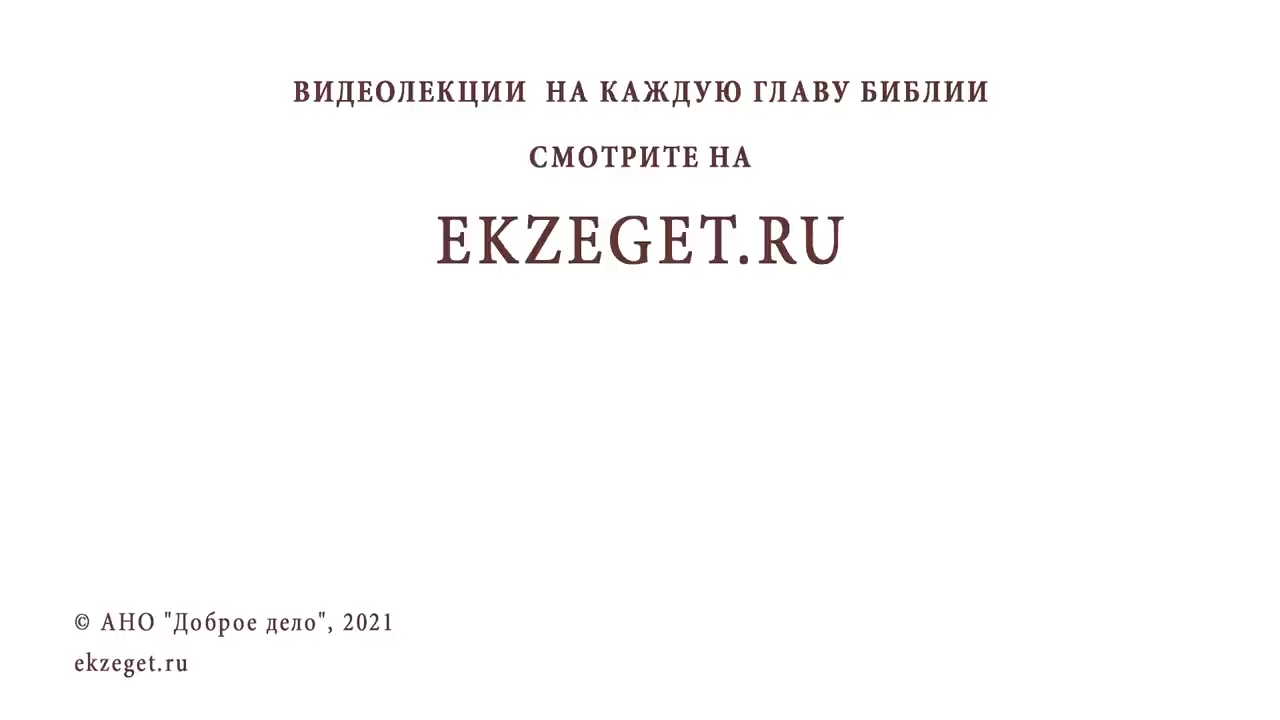 ВИДЕОЛЕКЦИИ НА КАЖДУЮ ГЛАВУ БИБЛИИ
СМОТРИТЕ НА
EKZEGET.RU
© АНО "Доброе дело", 2021
ekzeget.ru